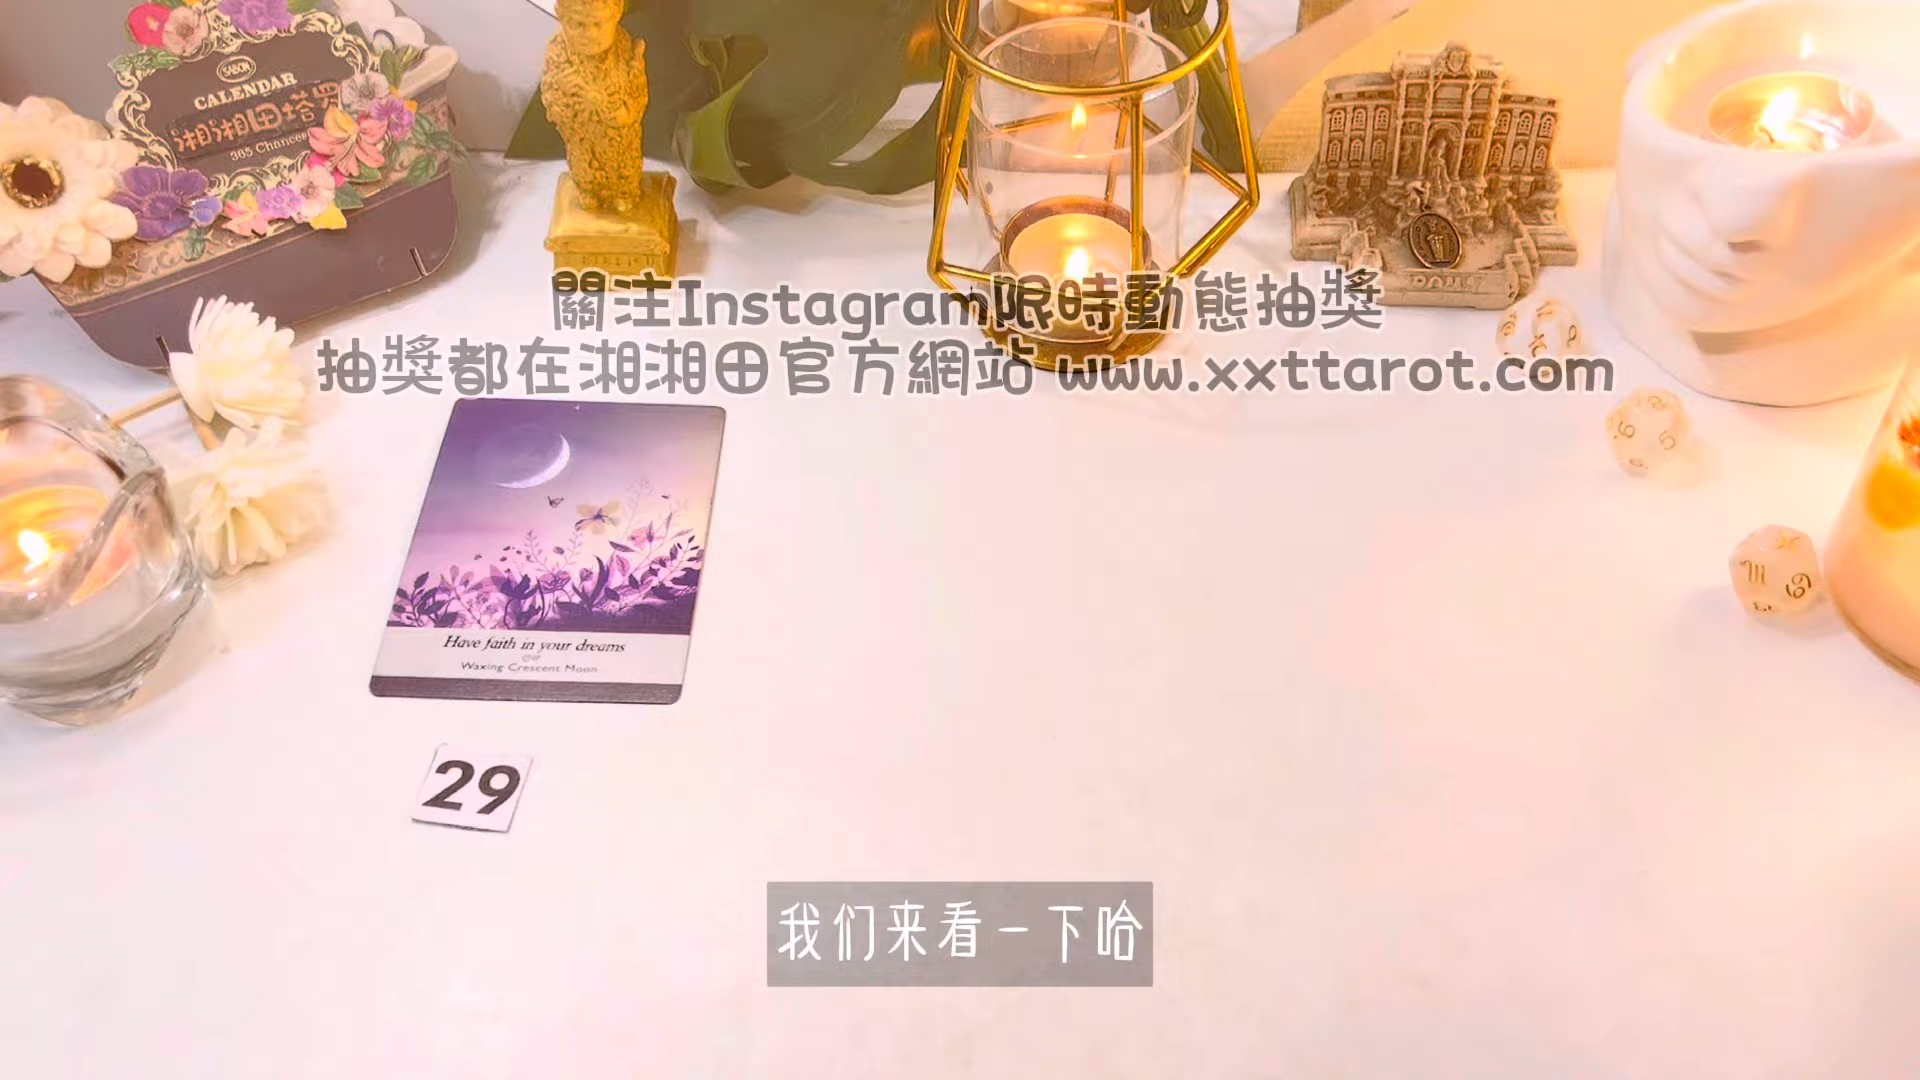 SABON
CALENDAR
湘湘田塔罗
365 Chances
關注Instagram限時動態抽獎
抽獎都在湘湘田官方網站 www.xxttarot.com
Have faith in your dreams
Waxing Crescent Moon
29
我们来看一下哈